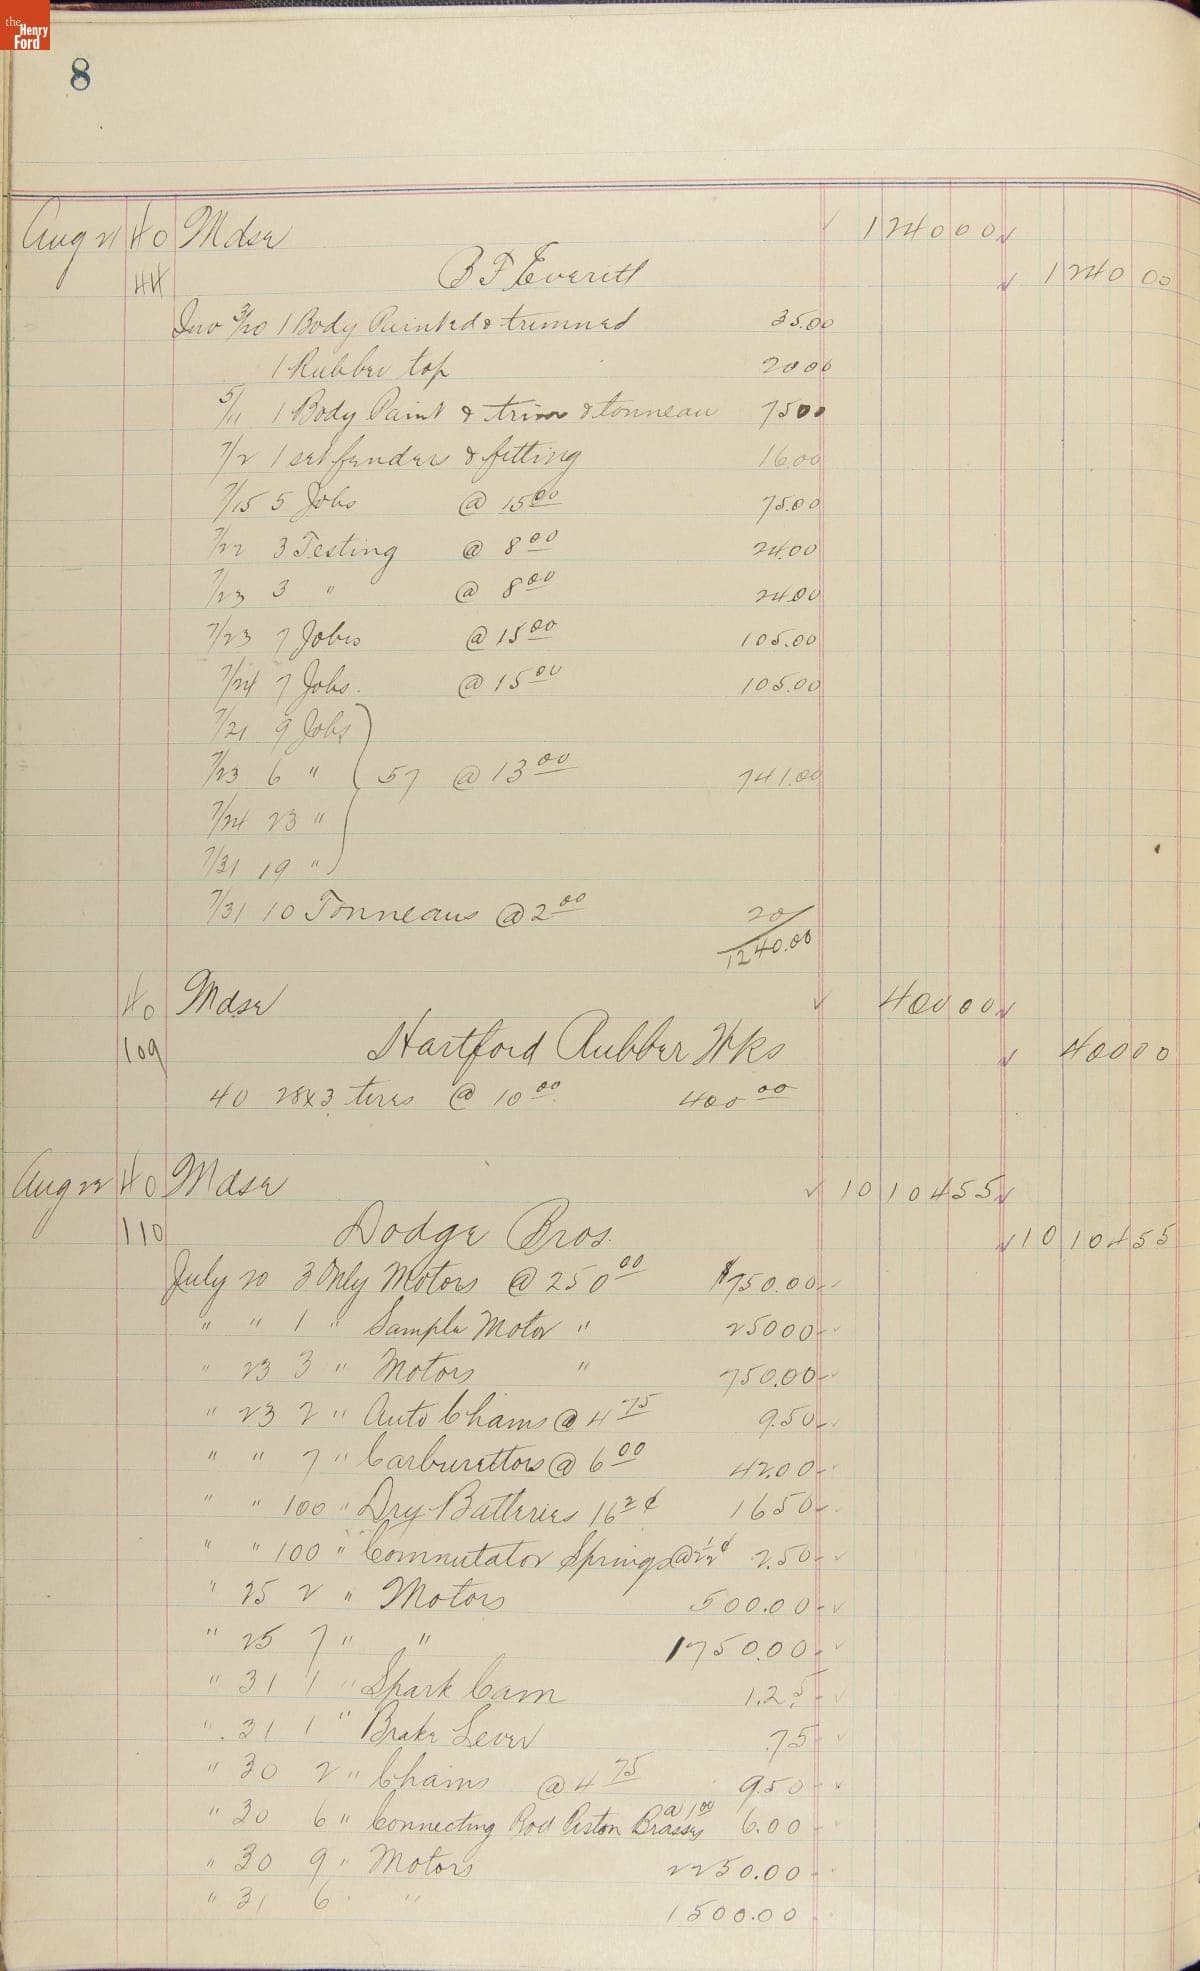 the Henry Ford
8
Aug 21 40 Mdse 1240 00
44 B F Everitt 1240 00
Inv 3/20 1 Body Painted & trimmed 35.00
1 Rubber top 20 00
5/11 1 Body Paint & trim & tonneau 75 00
7/2 1 set fenders & fitting 16.00
7/15 5 Jobs @ 15 00 75.00
7/22 3 Testing @ 8 00 24.00
7/23 3 " @ 8 00 24.00
7/23 7 Jobs @ 15 00 105.00
7/24 7 Jobs. @ 15 00 105.00
7/21 9 Jobs
7/23 6 " 57 @ 13 00 741.00
7/24 23 "
7/31 19 "
7/31 10 Tonneaus @ 2 00 20/
1240.00
40 Mdse 400 00
109 Hartford Rubber Wks 400 00
40 28x3 tires @ 10 00 400 00
Aug 22 40 Mdse 10104 55
110 Dodge Bros. 10104 55
July 20 3 Only Motors @ 250 00 $750.00
" " 1 " Sample Motor " 250 00
" 23 3 " Motors " 750.00
" 23 2 " Auto Chains @ 4 75 9.50
" " 7 " Carburettors @ 6 00 42.00
" " 100 " Dry Batteries 16 2 ¢ 16 50
" " 100 " Commutator Springs @ 2 1/2 ¢ 2.50
" 25 2 " Motors 500.00
" 25 7 " " 1750.00
" 31 1 " Spark Cam 1.25
" 31 1 " Brake Lever .75
" 30 2 " Chains @ 4 75 9.50
" 30 6 " Connecting Rod Piston Brasses @ 1 00 6.00
" 30 9 " Motors 2250.00
" 31 6 " " 1500.00